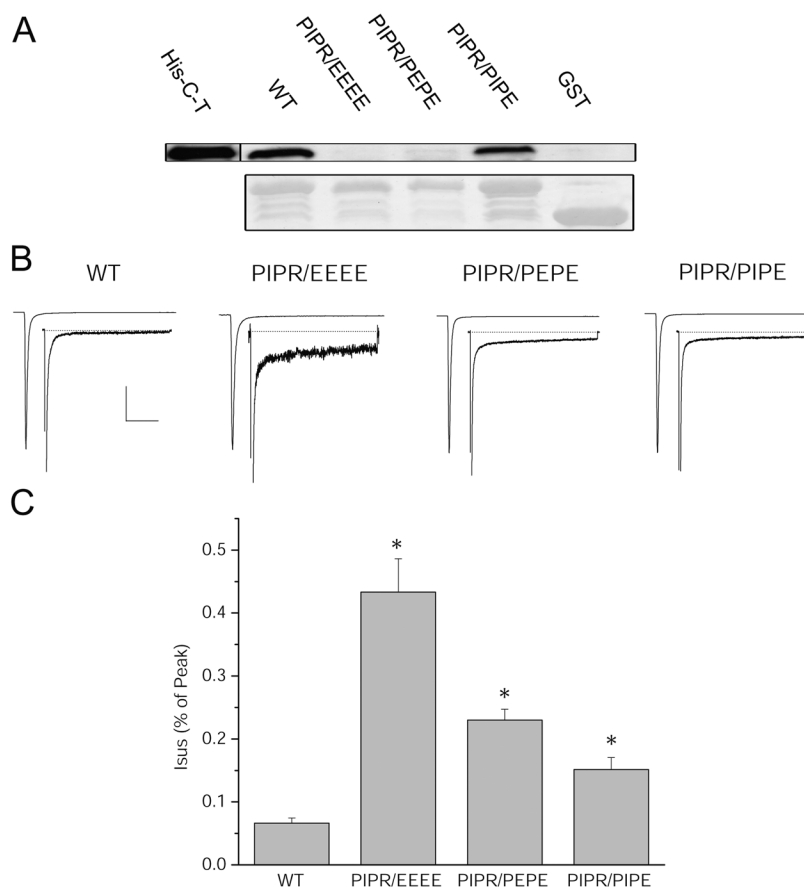 A
His-C-T
WT
PIPR/EEEE
PIPR/PEPE
PIPR/PIPE
GST
B
WT
PIPR/EEEE
PIPR/PEPE
PIPR/PIPE
C
Isus (% of Peak)
0.5
0.4
0.3
0.2
0.1
0.0
*
*
*
WT
PIPR/EEEE
PIPR/PEPE
PIPR/PIPE